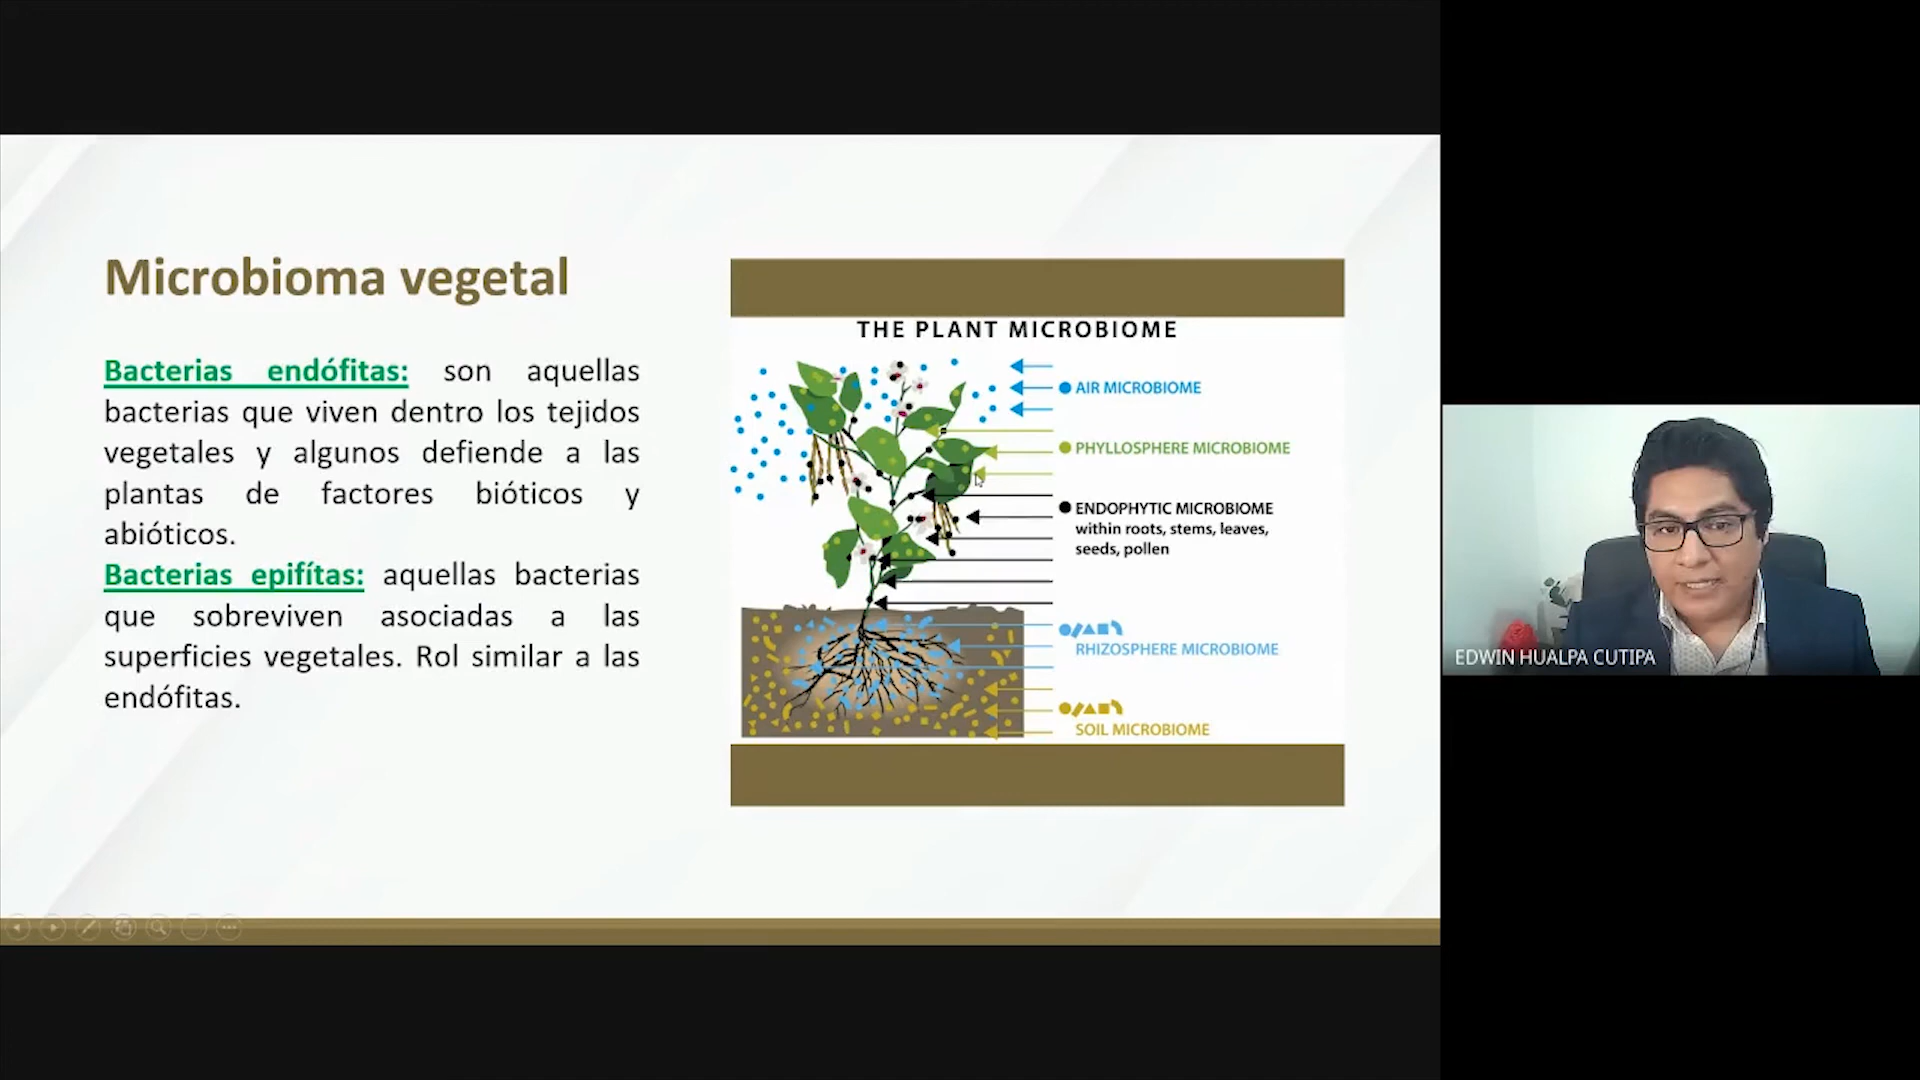 Microbioma vegetal
Bacterias endófitas: son aquellas
bacterias que viven dentro los tejidos
vegetales y algunos defiende a las
plantas de factores bióticos y
abióticos.
Bacterias epifítas: aquellas bacterias
que sobreviven asociadas a las
superficies vegetales. Rol similar a las
endófitas.
THE PLANT MICROBIOME
AIR MICROBIOME
PHYLLOSPHERE MICROBIOME
ENDOPHYTIC MICROBIOME
within roots, stems, leaves,
seeds, pollen
RHIZOSPHERE MICROBIOME
SOIL MICROBIOME
EDWIN HUALPA CUTIPA